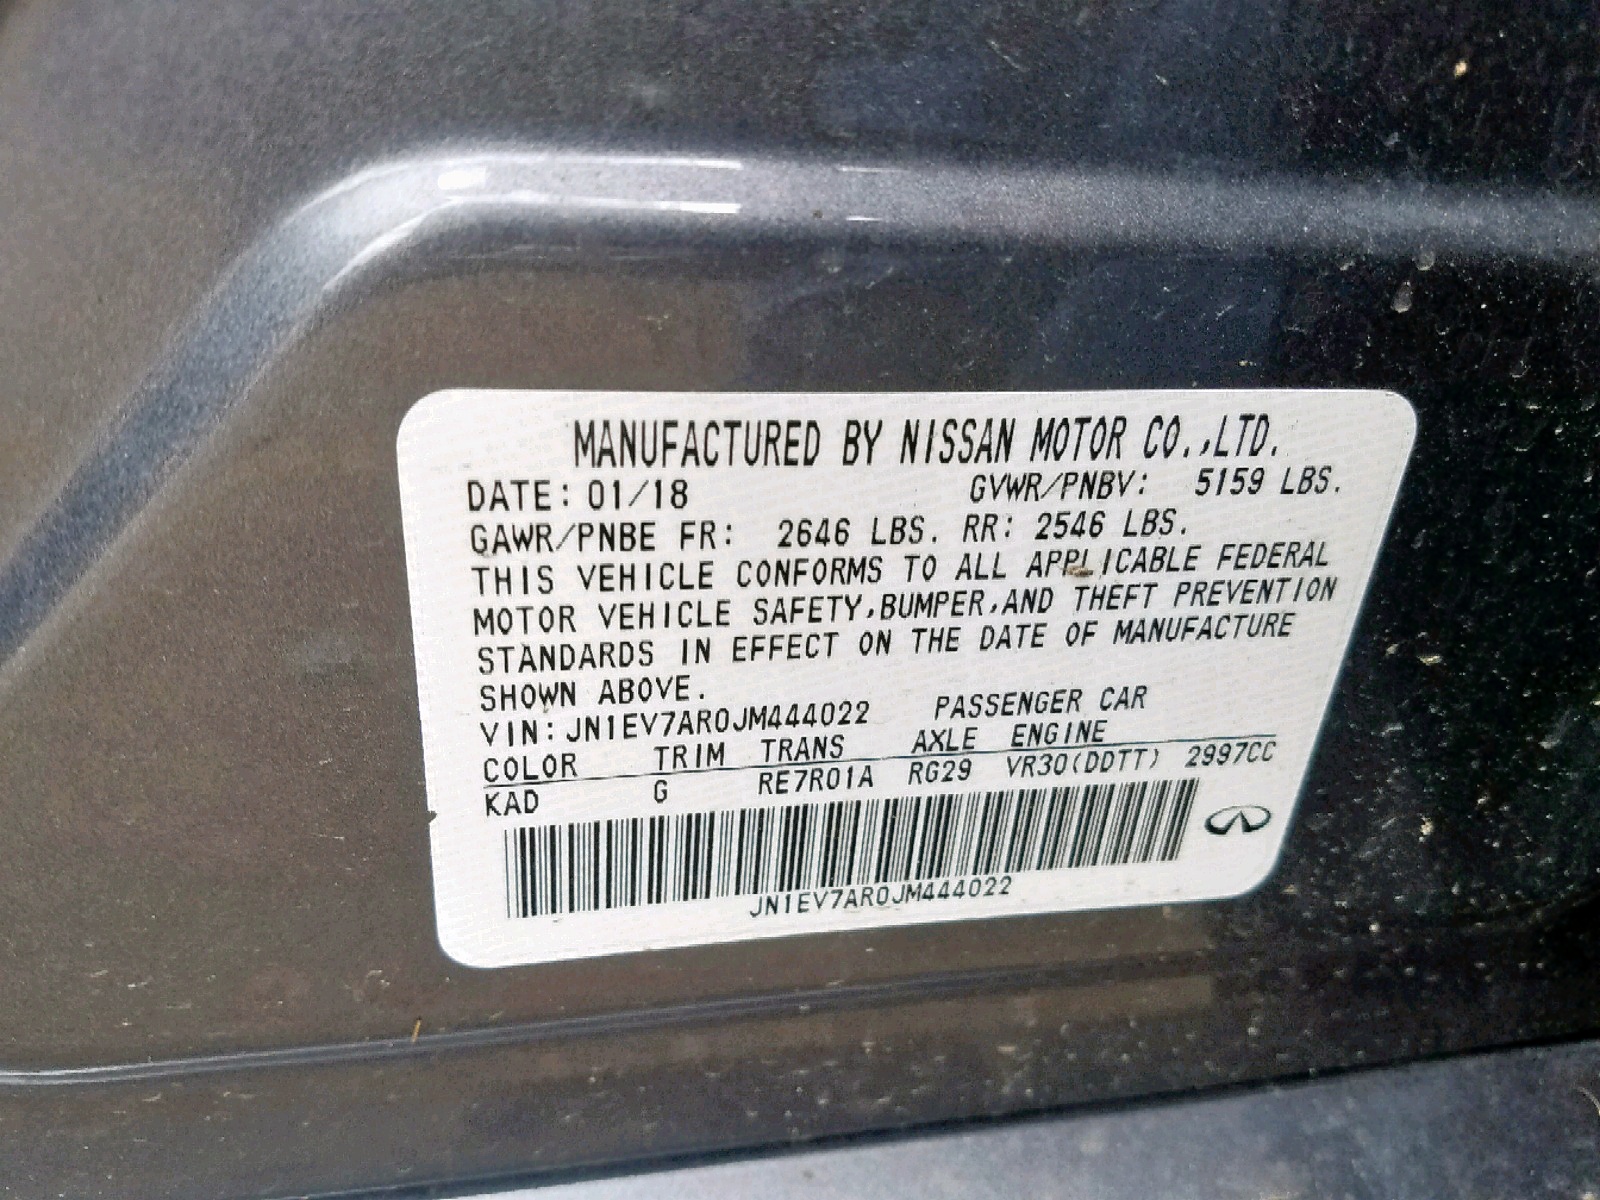 MANUFACTURED BY NISSAN MOTOR CO.,LTD.
DATE: 01/18 GVWR/PNBV: 5159 LBS.
GAWR/PNBE FR: 2646 LBS. RR: 2546 LBS.
THIS VEHICLE CONFORMS TO ALL APPLICABLE FEDERAL
MOTOR VEHICLE SAFETY,BUMPER,AND THEFT PREVENTION
STANDARDS IN EFFECT ON THE DATE OF MANUFACTURE
SHOWN ABOVE.
VIN: JN1EV7AR0JM444022 PASSENGER CAR
COLOR TRIM TRANS AXLE ENGINE
KAD G RE7R01A RG29 VR30(DDTT) 2997CC
JN1EV7AR0JM444022